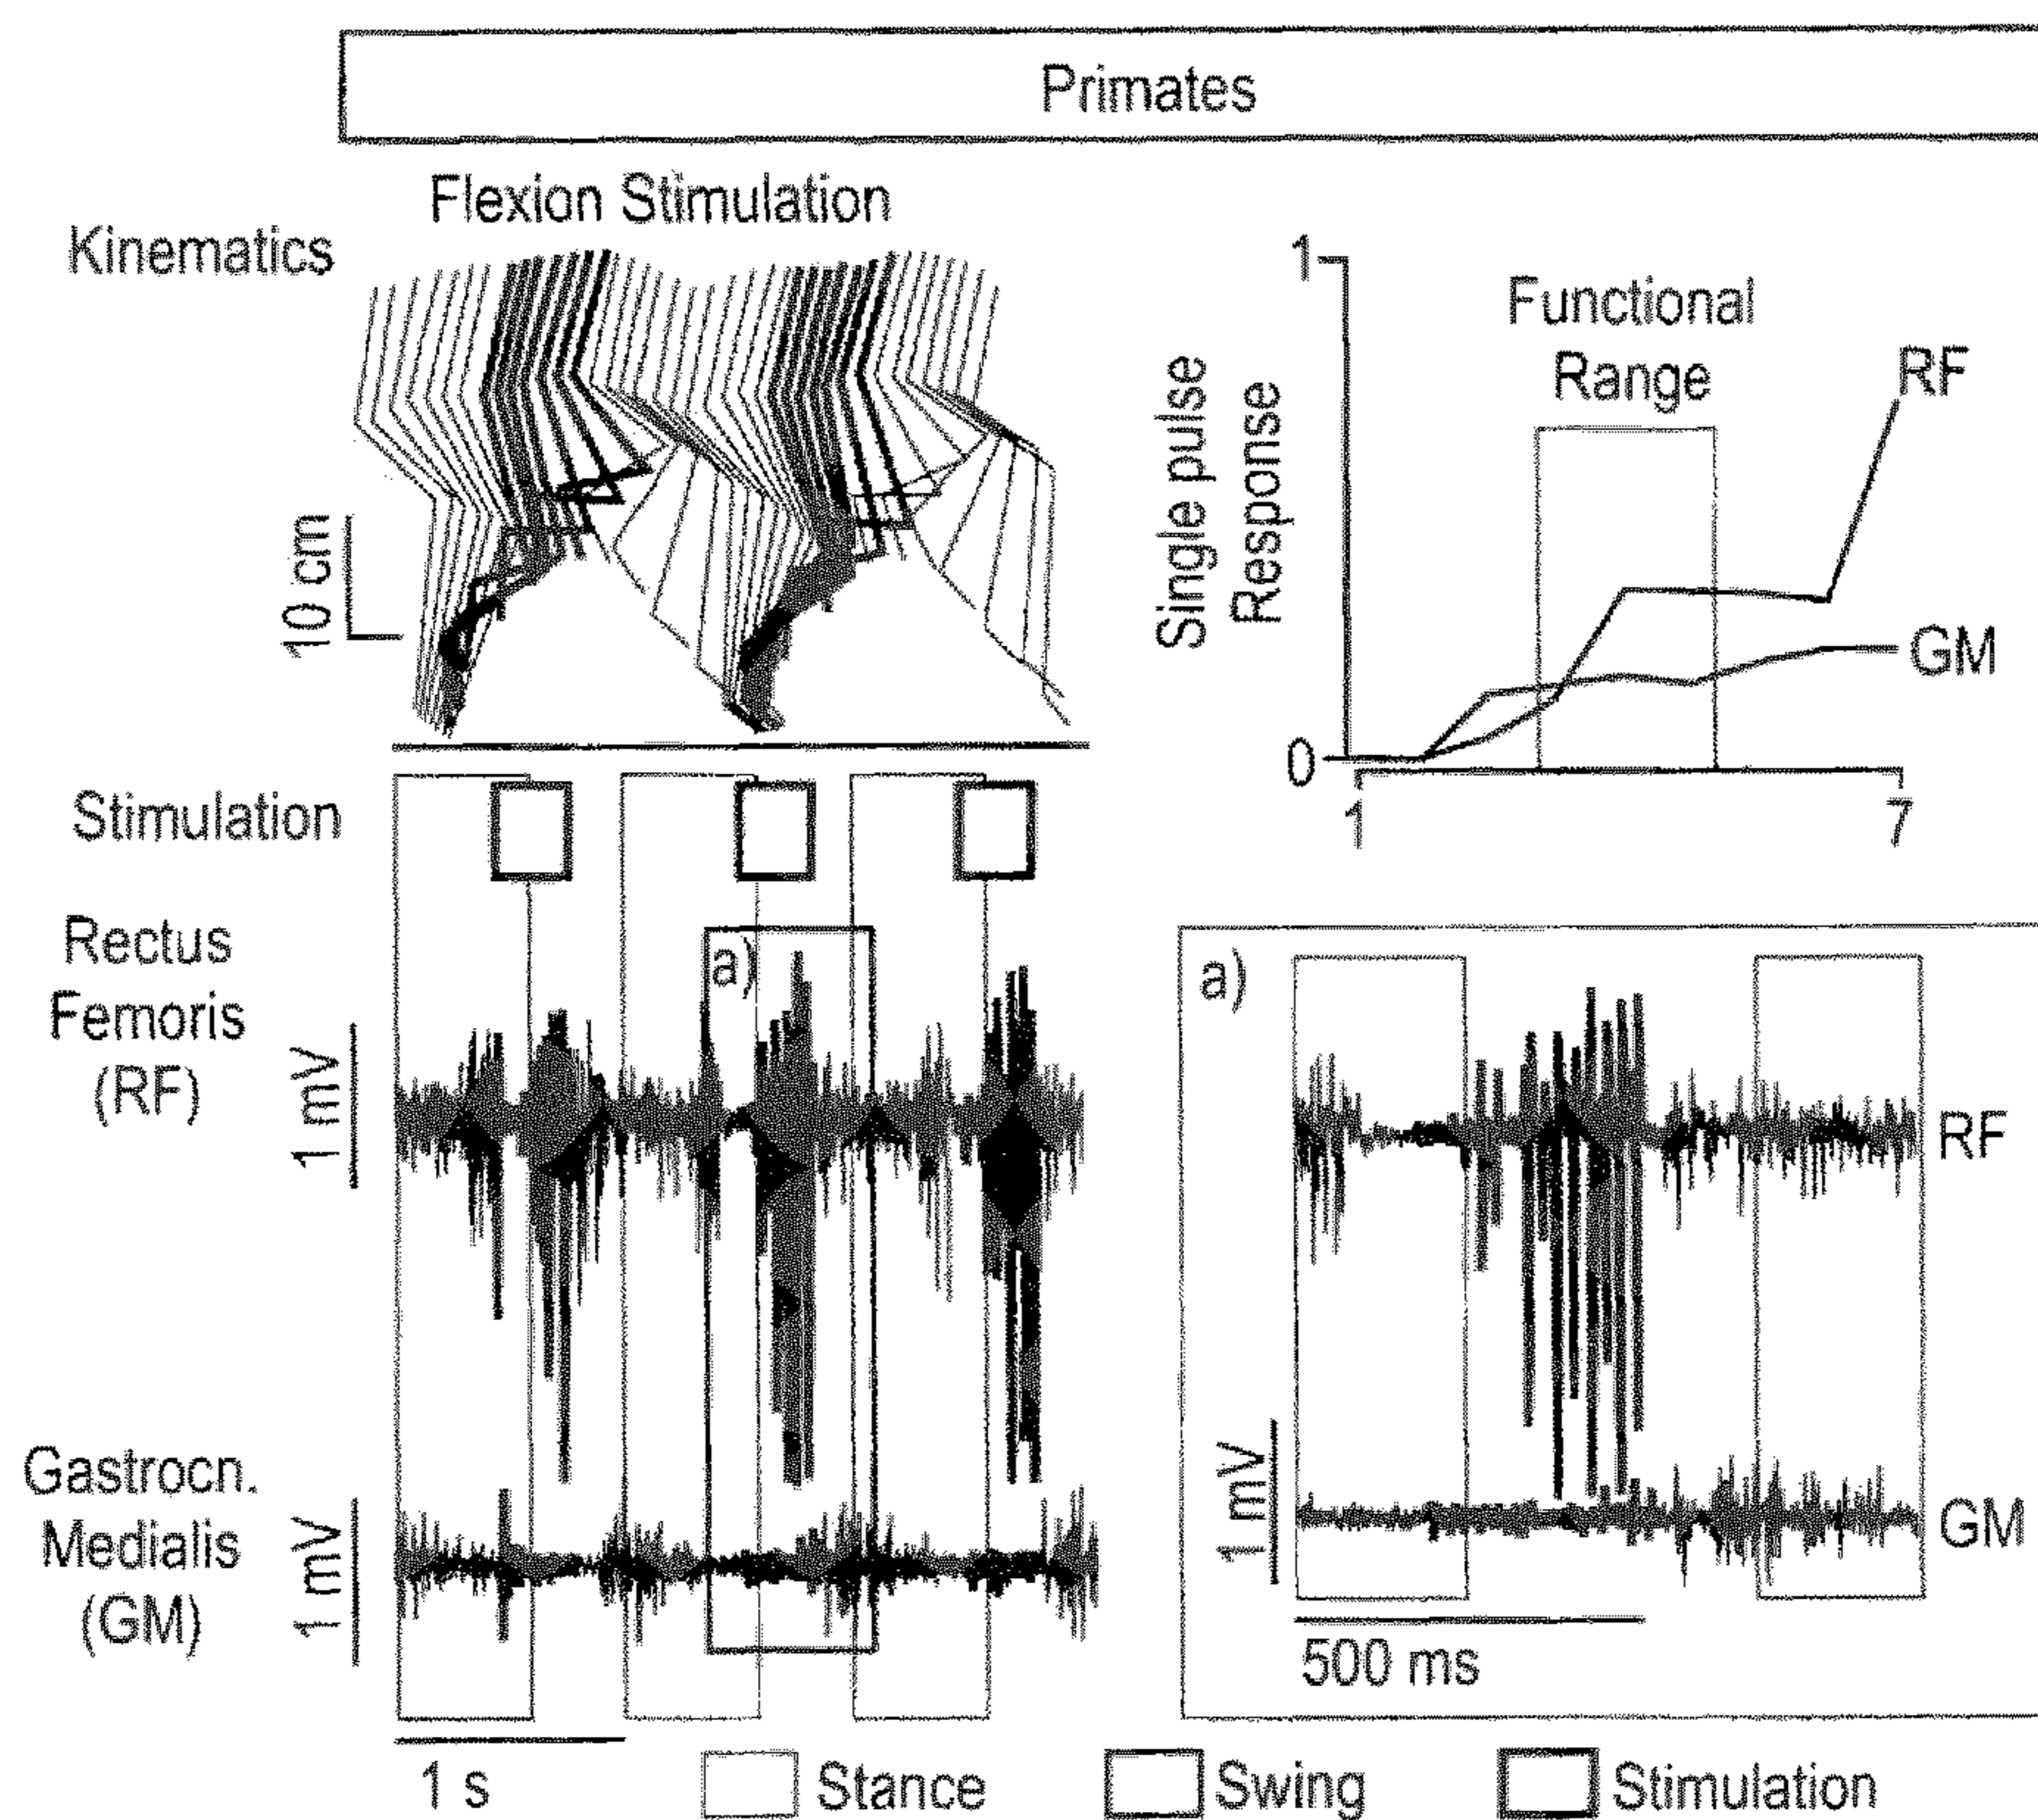 Primates
Flexion Stimulation
Kinematics
10 cm
Stimulation
Rectus
Femoris
(RF)
1 mV
a)
Gastrocn.
Medialis
(GM)
1 mV
1 s
Single pulse
Response
1
0
Functional
Range
RF
GM
1
7
a)
RF
1 mV
GM
500 ms
Stance
Swing
Stimulation